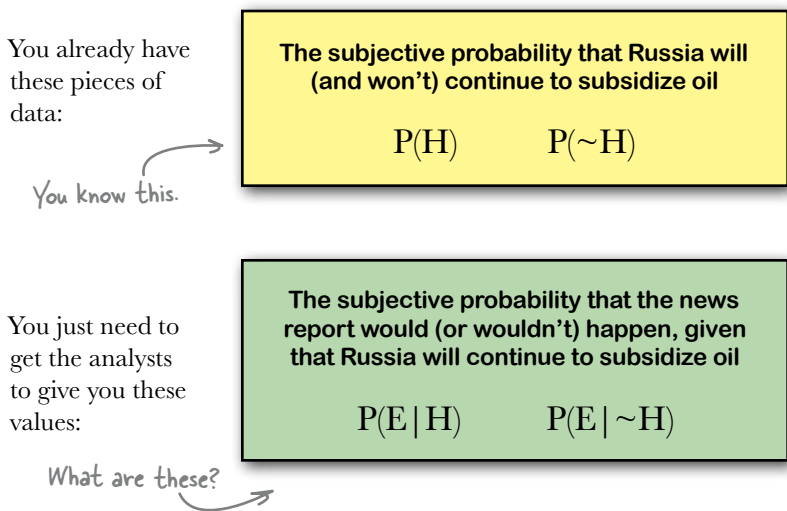 You already have
these pieces of
data:
You know this.
The subjective probability that Russia will
(and won't) continue to subsidize oil
P(H) P(~H)
You just need to
get the analysts
to give you these
values:
What are these?
The subjective probability that the news
report would (or wouldn't) happen, given
that Russia will continue to subsidize oil
P(E|H) P(E|~H)